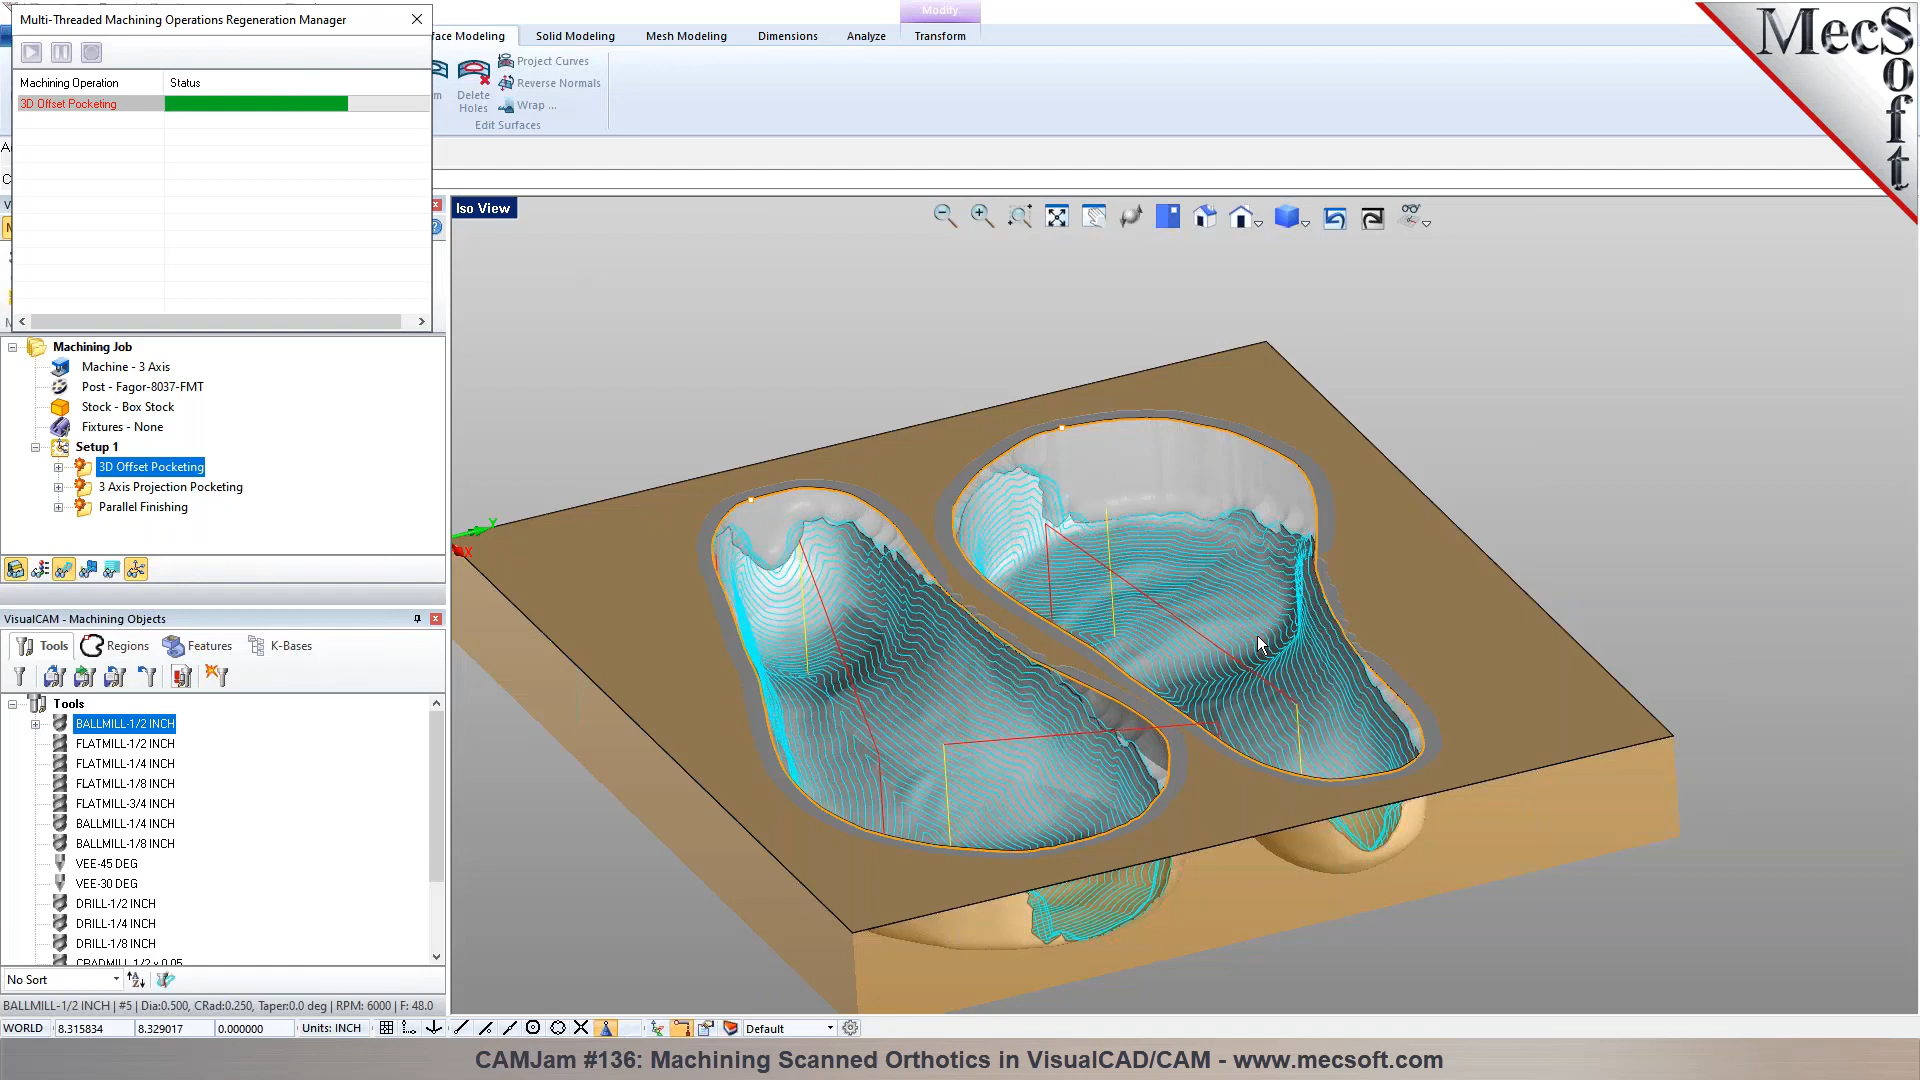 Multi-Threaded Machining Operations Regeneration Manager
Modify
face Modeling
Solid Modeling
Mesh Modeling
Dimensions
Analyze
Transform
Project Curves
Reverse Normals
Delete
Holes
Wrap ...
Edit Surfaces
MecSoft
Machining Operation
Status
3D Offset Pocketing
Iso View
Machining Job
Machine - 3 Axis
Post - Fagor-8037-FMT
Stock - Box Stock
Fixtures - None
Setup 1
3D Offset Pocketing
3 Axis Projection Pocketing
Parallel Finishing
VisualCAM - Machining Objects
Tools
Regions
Features
K-Bases
Tools
BALLMILL-1/2 INCH
FLATMILL-1/2 INCH
FLATMILL-1/4 INCH
FLATMILL-1/8 INCH
FLATMILL-3/4 INCH
BALLMILL-1/4 INCH
BALLMILL-1/8 INCH
VEE-45 DEG
VEE-30 DEG
DRILL-1/2 INCH
DRILL-1/4 INCH
DRILL-1/8 INCH
CRADMILL-1/2 x 0.05
No Sort
BALLMILL-1/2 INCH | #5 | Dia:0.500, CRad:0.250, Taper:0.0 deg | RPM: 6000 | F: 48.0
WORLD
8.315834
8.329017
0.000000
Units: INCH
Default
X
Y
CAMJam #136: Machining Scanned Orthotics in VisualCAD/CAM - www.mecsoft.com